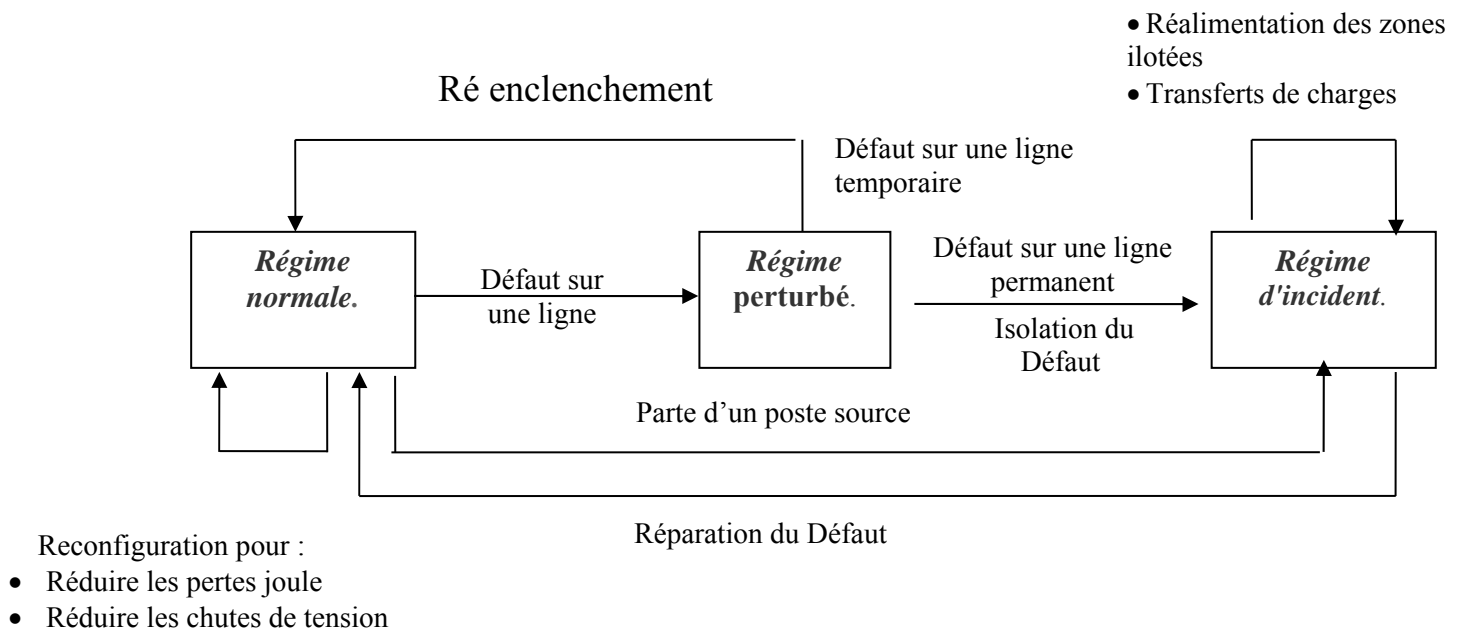 • Réalimentation des zones
ilotées
• Transferts de charges
Ré enclenchement
Défaut sur une ligne
temporaire
Régime
normale.
Défaut sur
une ligne
Régime
perturbé.
Défaut sur une ligne
permanent
Isolation du
Défaut
Régime
d'incident.
Parte d’un poste source
Réparation du Défaut
Reconfiguration pour :
• Réduire les pertes joule
• Réduire les chutes de tension